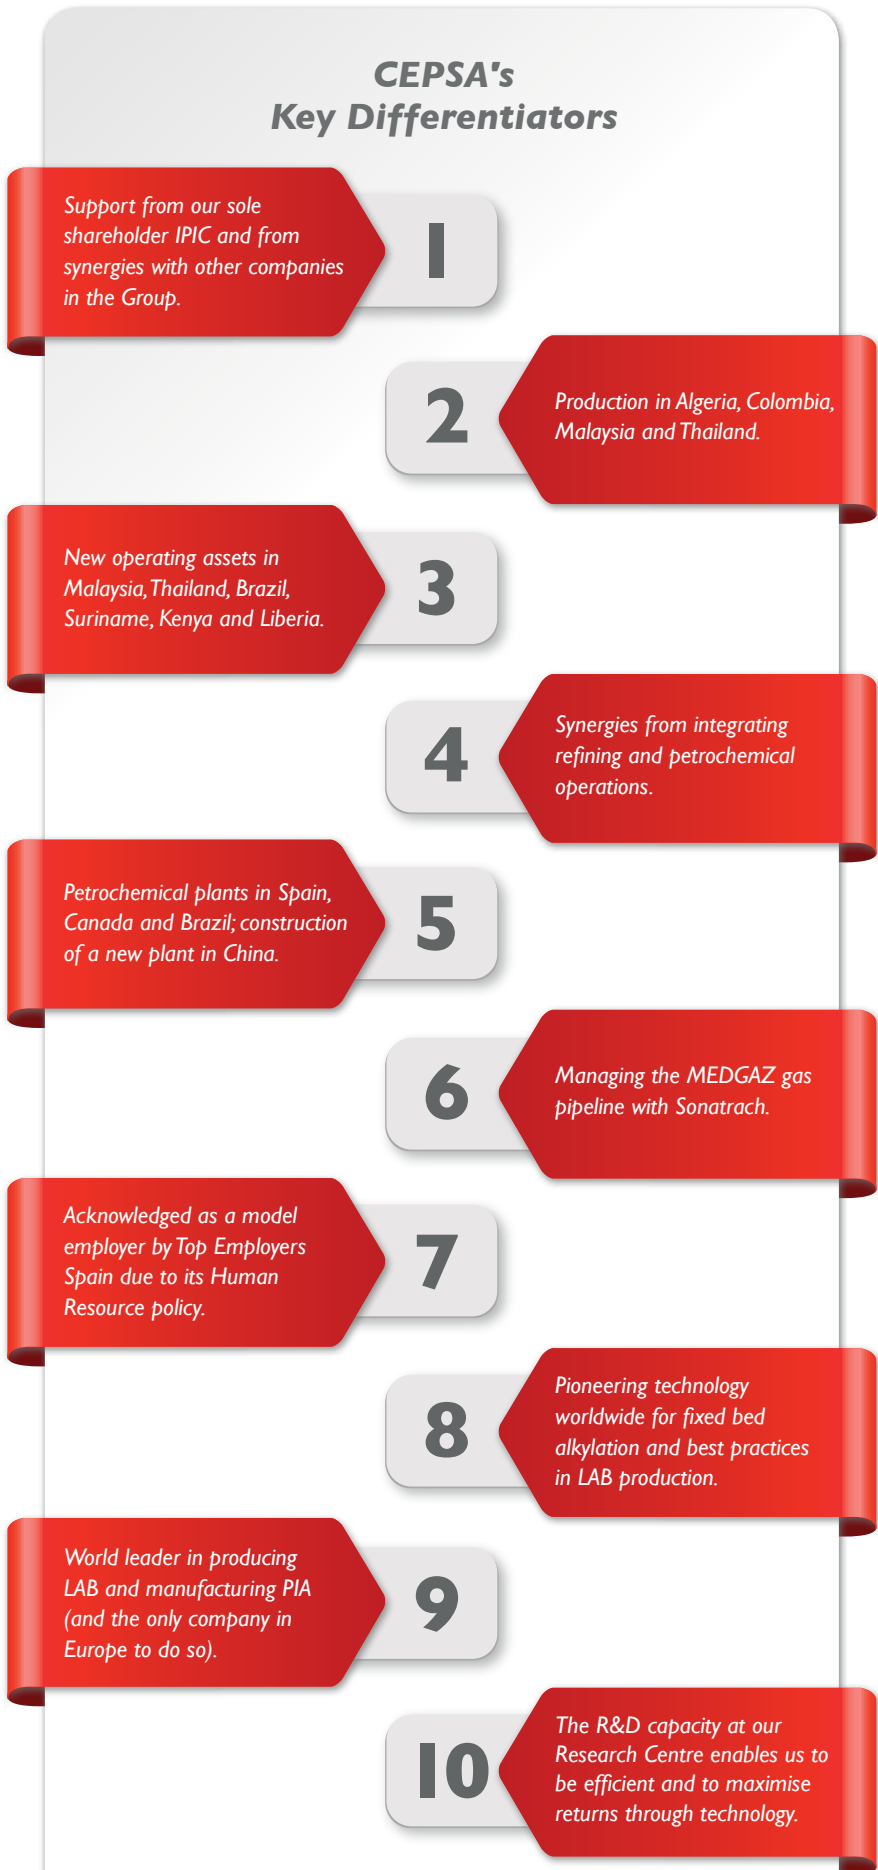 CEPSA's
Key Differentiators
Support from our sole
shareholder IPIC and from
synergies with other companies
in the Group.
1
2
Production in Algeria, Colombia,
Malaysia and Thailand.
New operating assets in
Malaysia, Thailand, Brazil,
Suriname, Kenya and Liberia.
3
4
Synergies from integrating
refining and petrochemical
operations.
Petrochemical plants in Spain,
Canada and Brazil; construction
of a new plant in China.
5
6
Managing the MEDGAZ gas
pipeline with Sonatrach.
Acknowledged as a model
employer by Top Employers
Spain due to its Human
Resource policy.
7
8
Pioneering technology
worldwide for fixed bed
alkylation and best practices
in LAB production.
World leader in producing
LAB and manufacturing PIA
(and the only company in
Europe to do so).
9
10
The R&D capacity at our
Research Centre enables us to
be efficient and to maximise
returns through technology.